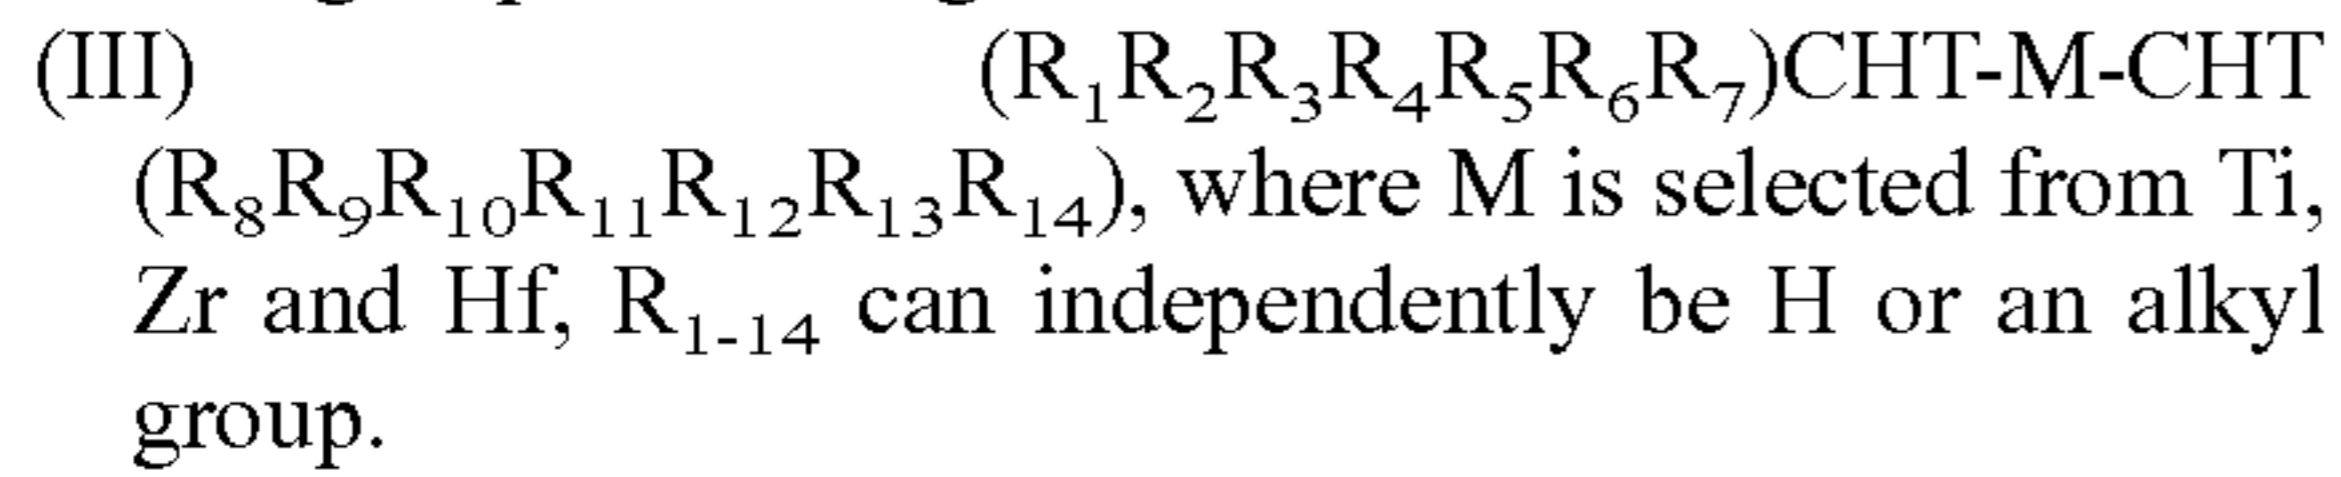 (III) (R₁R₂R₃R₄R₅R₆R₇)CHT-M-CHT
(R₈R₉R₁₀R₁₁R₁₂R₁₃R₁₄), where M is selected from Ti,
Zr and Hf, R₁₋₁₄ can independently be H or an alkyl
group.